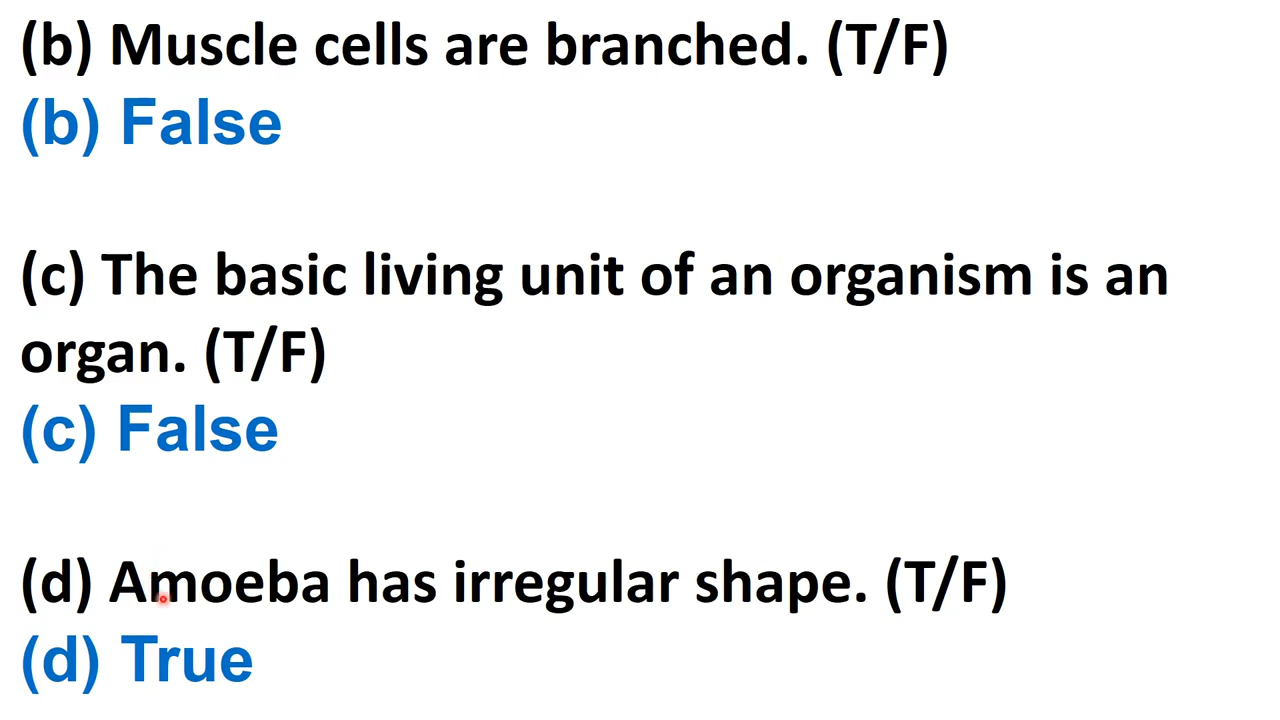 (b) Muscle cells are branched. (T/F)
(b) False
(c) The basic living unit of an organism is an
organ. (T/F)
(c) False
(d) Amoeba has irregular shape. (T/F)
(d) True